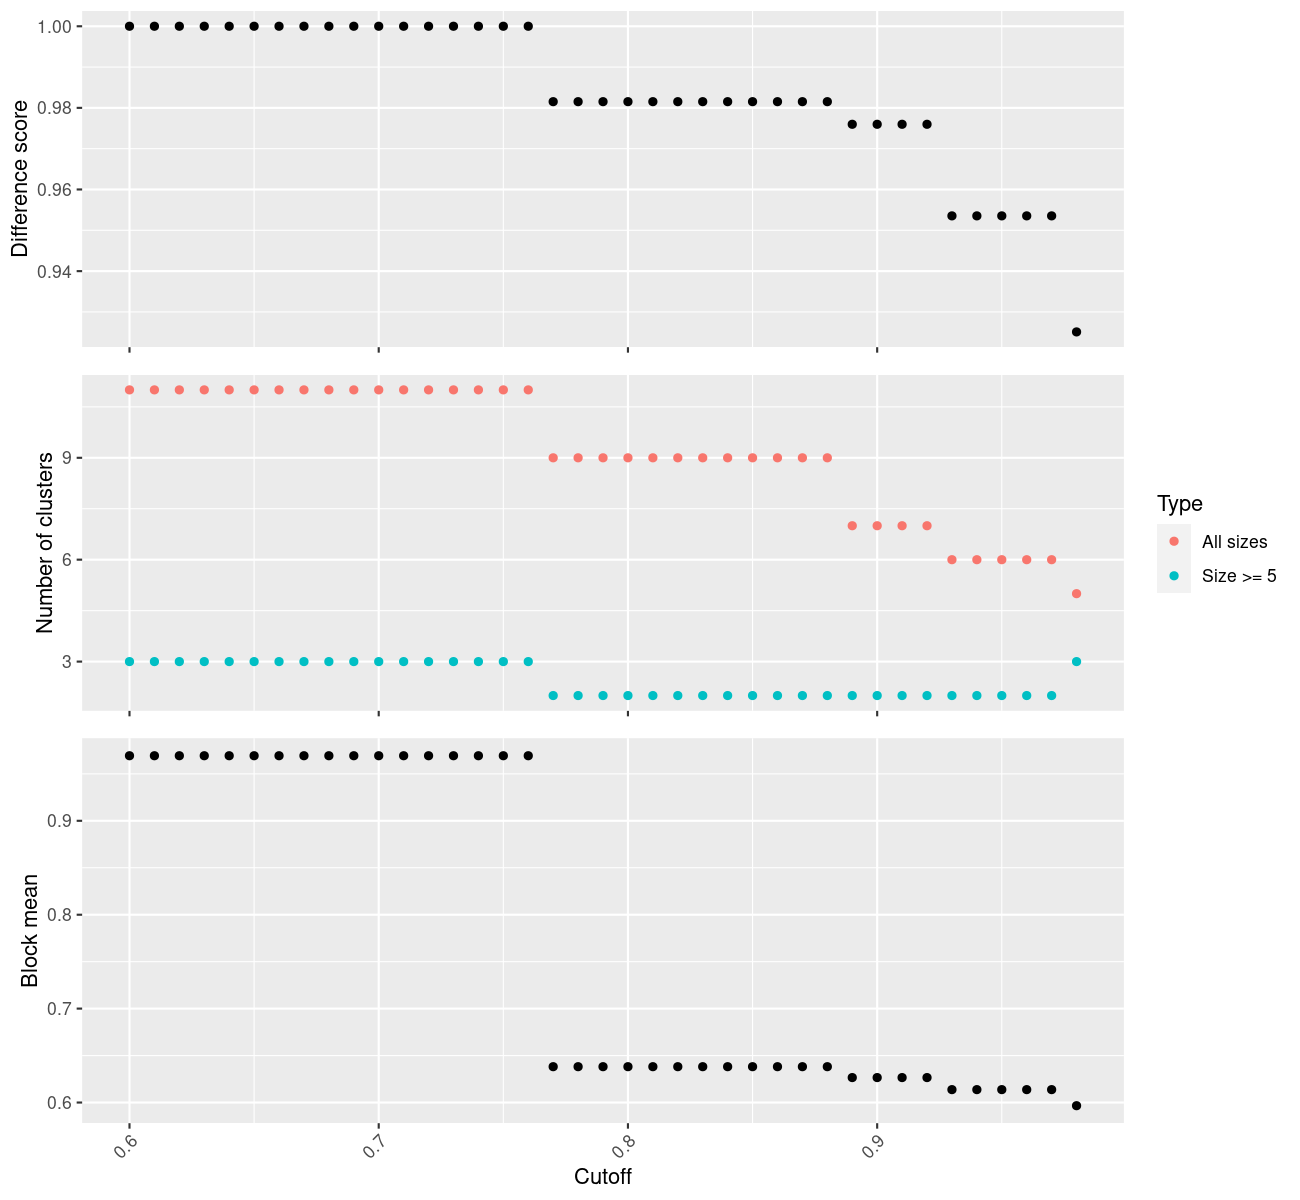 Difference score
1.00
0.98
0.96
0.94
Number of clusters
9
6
3
Type
All sizes
Size >= 5
Block mean
0.9
0.8
0.7
0.6
0.6 0.7 0.8 0.9
Cutoff